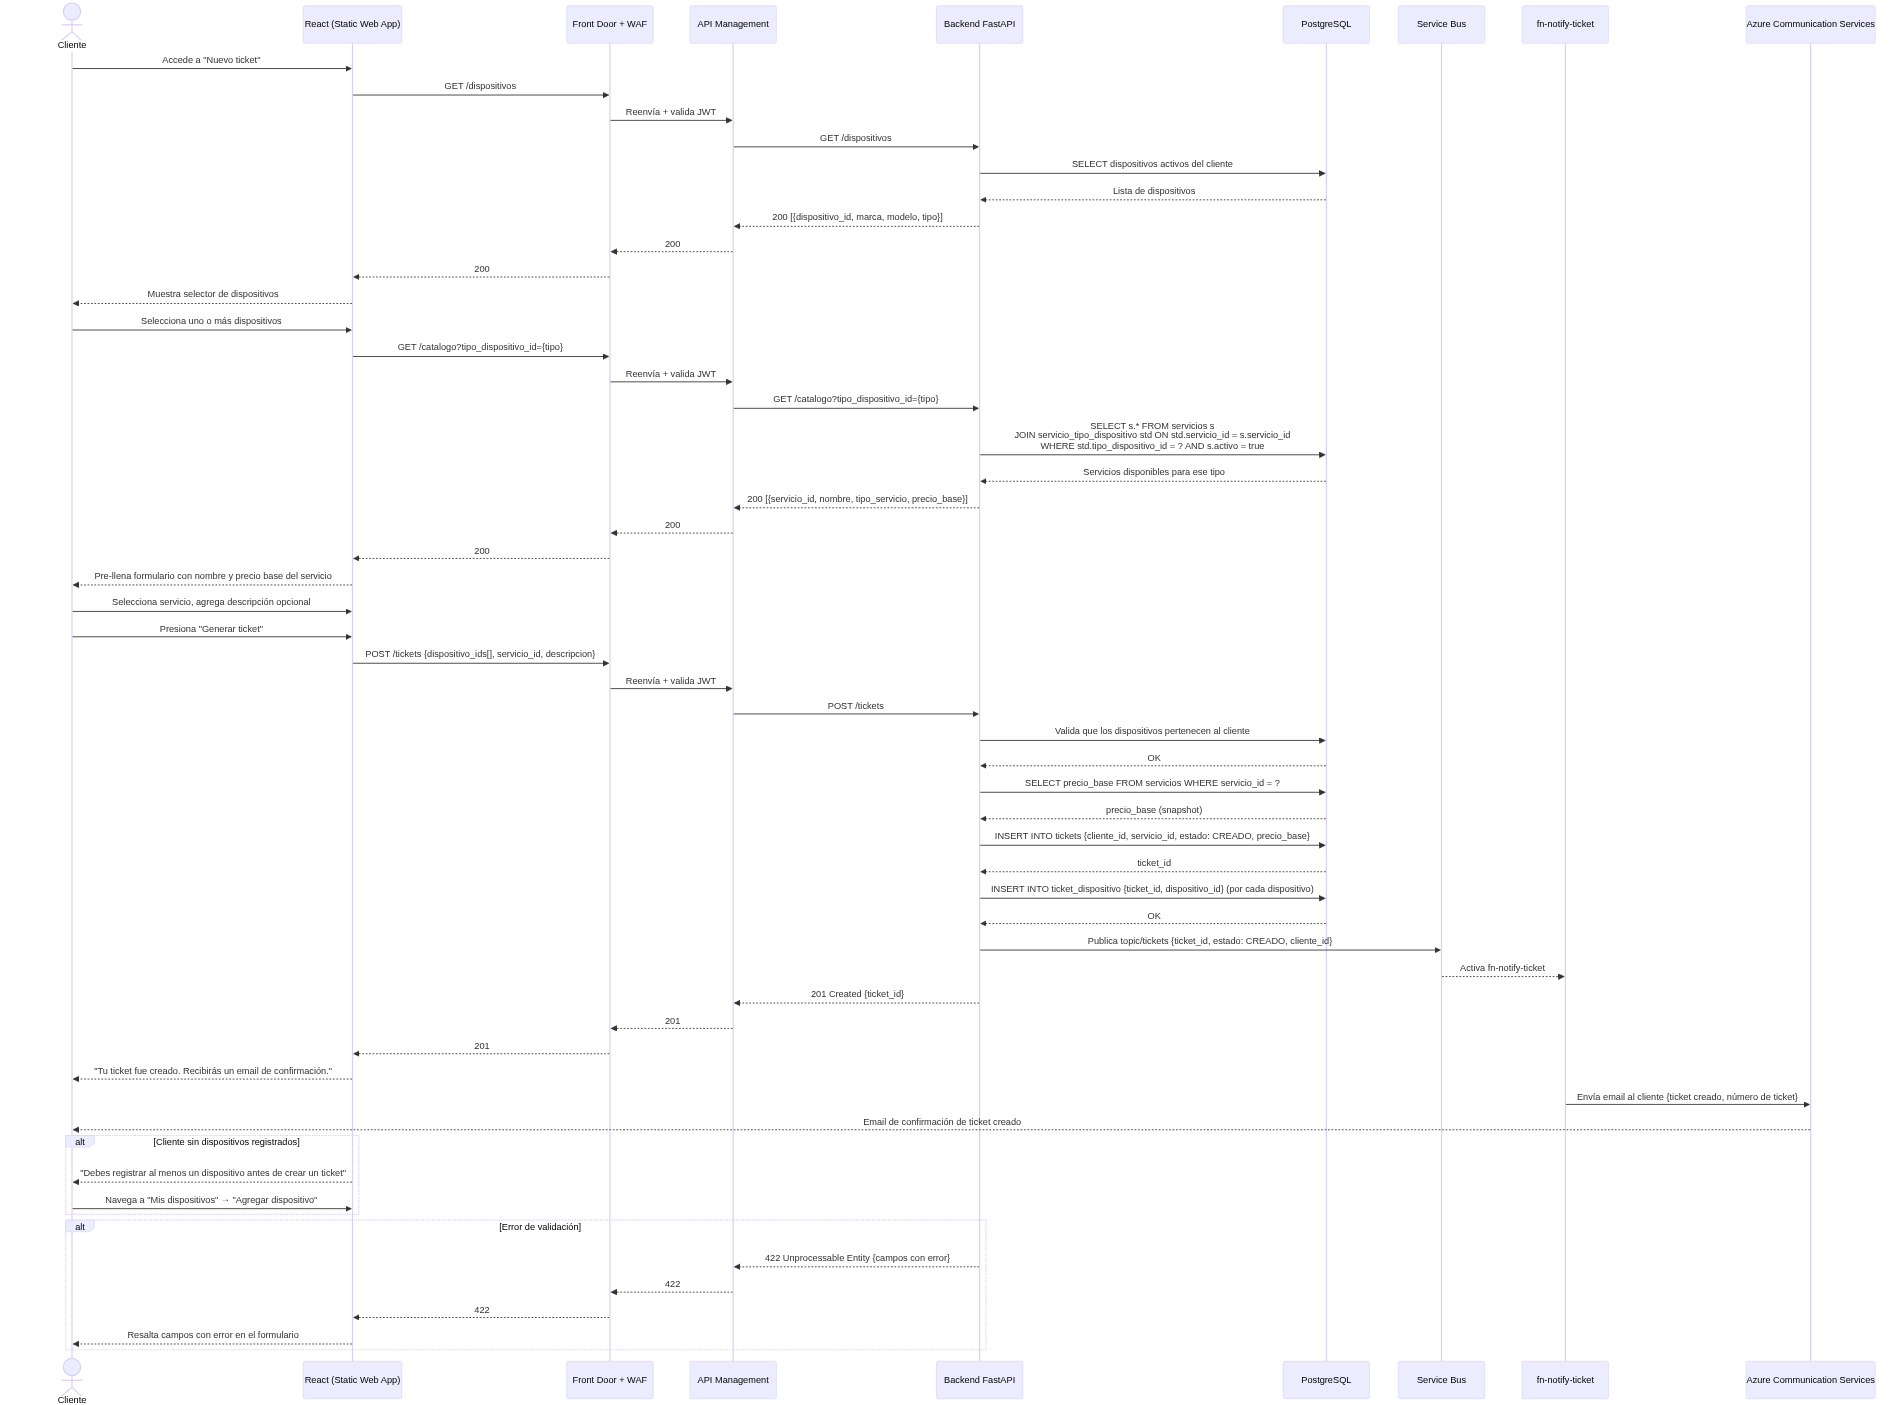 Cliente
React (Static Web App)
Front Door + WAF
API Management
Backend FastAPI
PostgreSQL
Service Bus
fn-notify-ticket
Azure Communication Services
Accede a "Nuevo ticket"
GET /dispositivos
Reenvía + valida JWT
GET /dispositivos
SELECT dispositivos activos del cliente
Lista de dispositivos
200 [{dispositivo_id, marca, modelo, tipo}]
200
200
Muestra selector de dispositivos
Selecciona uno o más dispositivos
GET /catalogo?tipo_dispositivo_id={tipo}
Reenvía + valida JWT
GET /catalogo?tipo_dispositivo_id={tipo}
SELECT s.* FROM servicios s
JOIN servicio_tipo_dispositivo std ON std.servicio_id = s.servicio_id
WHERE std.tipo_dispositivo_id = ? AND s.activo = true
Servicios disponibles para ese tipo
200 [{servicio_id, nombre, tipo_servicio, precio_base}]
200
200
Pre-llena formulario con nombre y precio base del servicio
Selecciona servicio, agrega descripción opcional
Presiona "Generar ticket"
POST /tickets {dispositivo_ids[], servicio_id, descripcion}
Reenvía + valida JWT
POST /tickets
Valida que los dispositivos pertenecen al cliente
OK
SELECT precio_base FROM servicios WHERE servicio_id = ?
precio_base (snapshot)
INSERT INTO tickets {cliente_id, servicio_id, estado: CREADO, precio_base}
ticket_id
INSERT INTO ticket_dispositivo {ticket_id, dispositivo_id} (por cada dispositivo)
OK
Publica topic/tickets {ticket_id, estado: CREADO, cliente_id}
Activa fn-notify-ticket
201 Created {ticket_id}
201
201
"Tu ticket fue creado. Recibirás un email de confirmación."
Envía email al cliente {ticket creado, número de ticket}
Email de confirmación de ticket creado
alt
[Cliente sin dispositivos registrados]
"Debes registrar al menos un dispositivo antes de crear un ticket"
Navega a "Mis dispositivos" → "Agregar dispositivo"
alt
[Error de validación]
422 Unprocessable Entity {campos con error}
422
422
Resalta campos con error en el formulario
Cliente
React (Static Web App)
Front Door + WAF
API Management
Backend FastAPI
PostgreSQL
Service Bus
fn-notify-ticket
Azure Communication Services